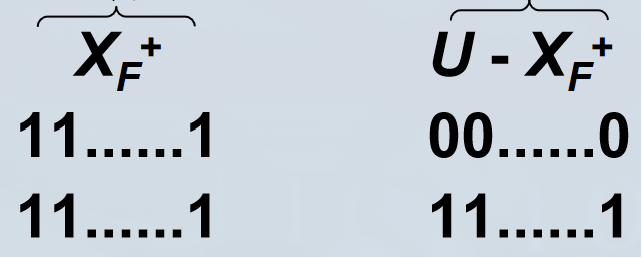 X_F^+ U - X_F^+
11......1 00......0
11......1 11......1